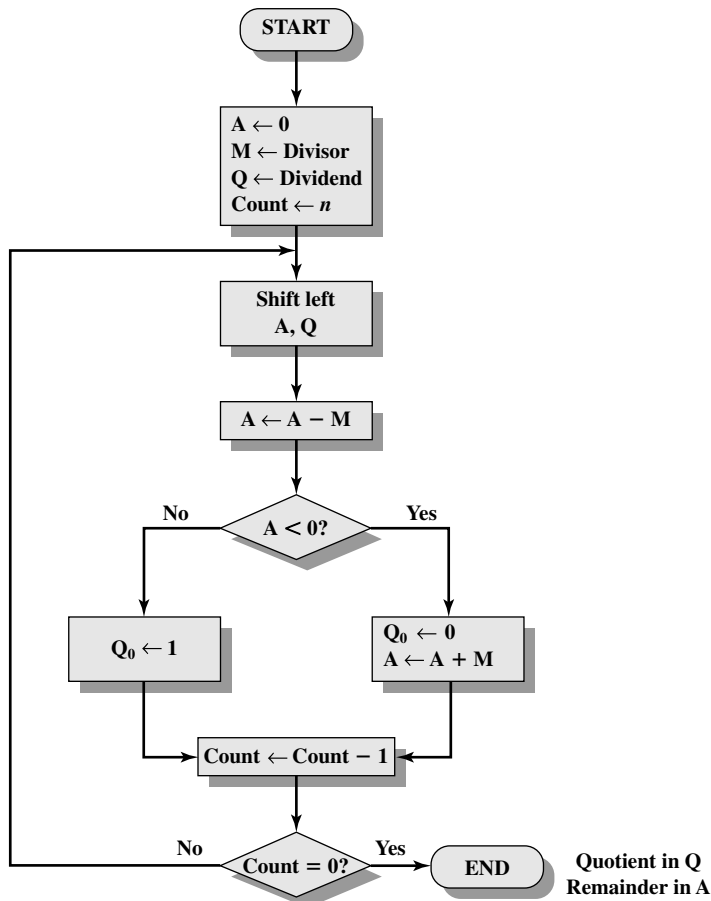 START
A ← 0
M ← Divisor
Q ← Dividend
Count ← n
Shift left
A, Q
A ← A − M
No
A < 0?
Yes
Q₀ ← 1
Q₀ ← 0
A ← A + M
Count ← Count − 1
No
Count = 0?
Yes
END
Quotient in Q
Remainder in A